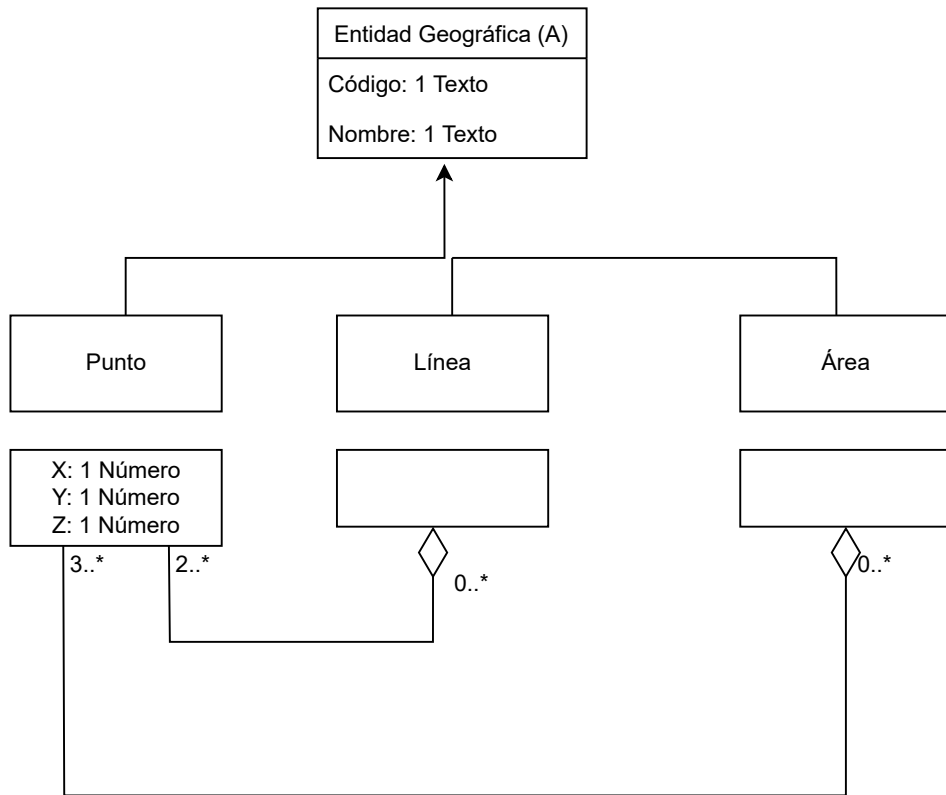 Entidad Geográfica (A)
Código: 1 Texto
Nombre: 1 Texto
Punto
Línea
Área
X: 1 Número
Y: 1 Número
Z: 1 Número
3..*
2..*
0..*
0..*